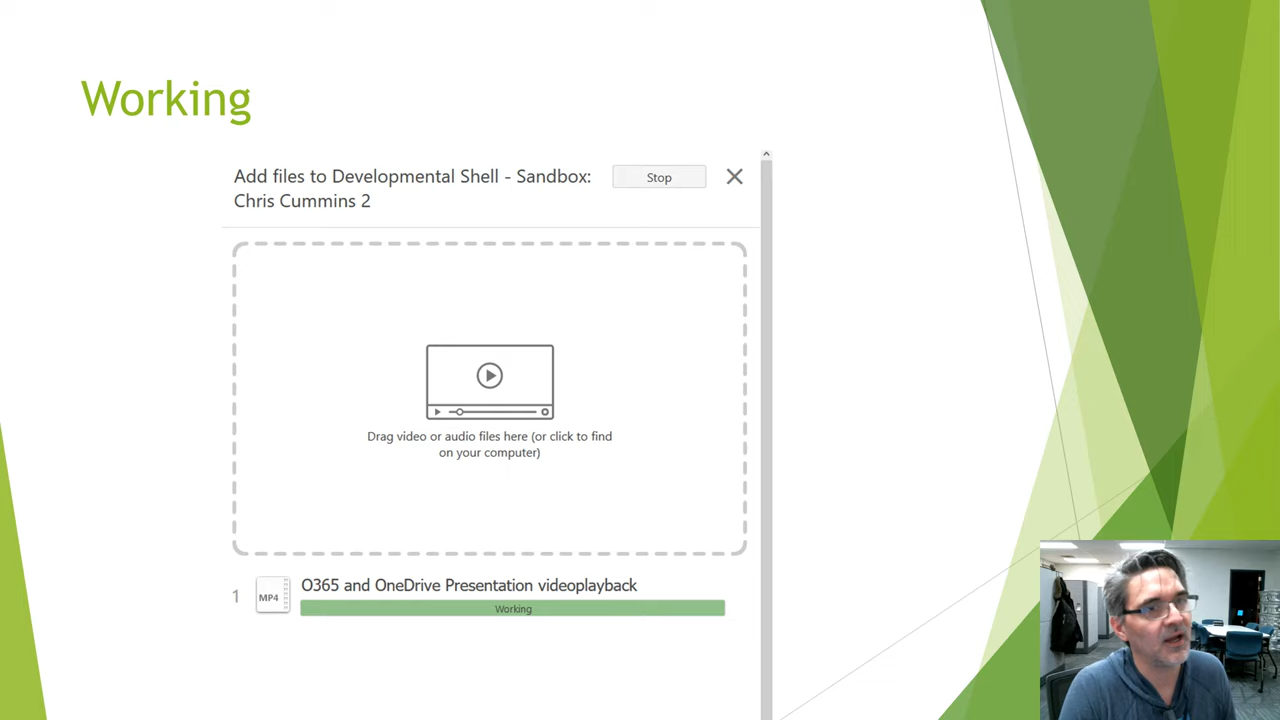 Working
Add files to Developmental Shell - Sandbox:
Chris Cummins 2
Stop
Drag video or audio files here (or click to find
on your computer)
1
MP4
O365 and OneDrive Presentation videoplayback
Working